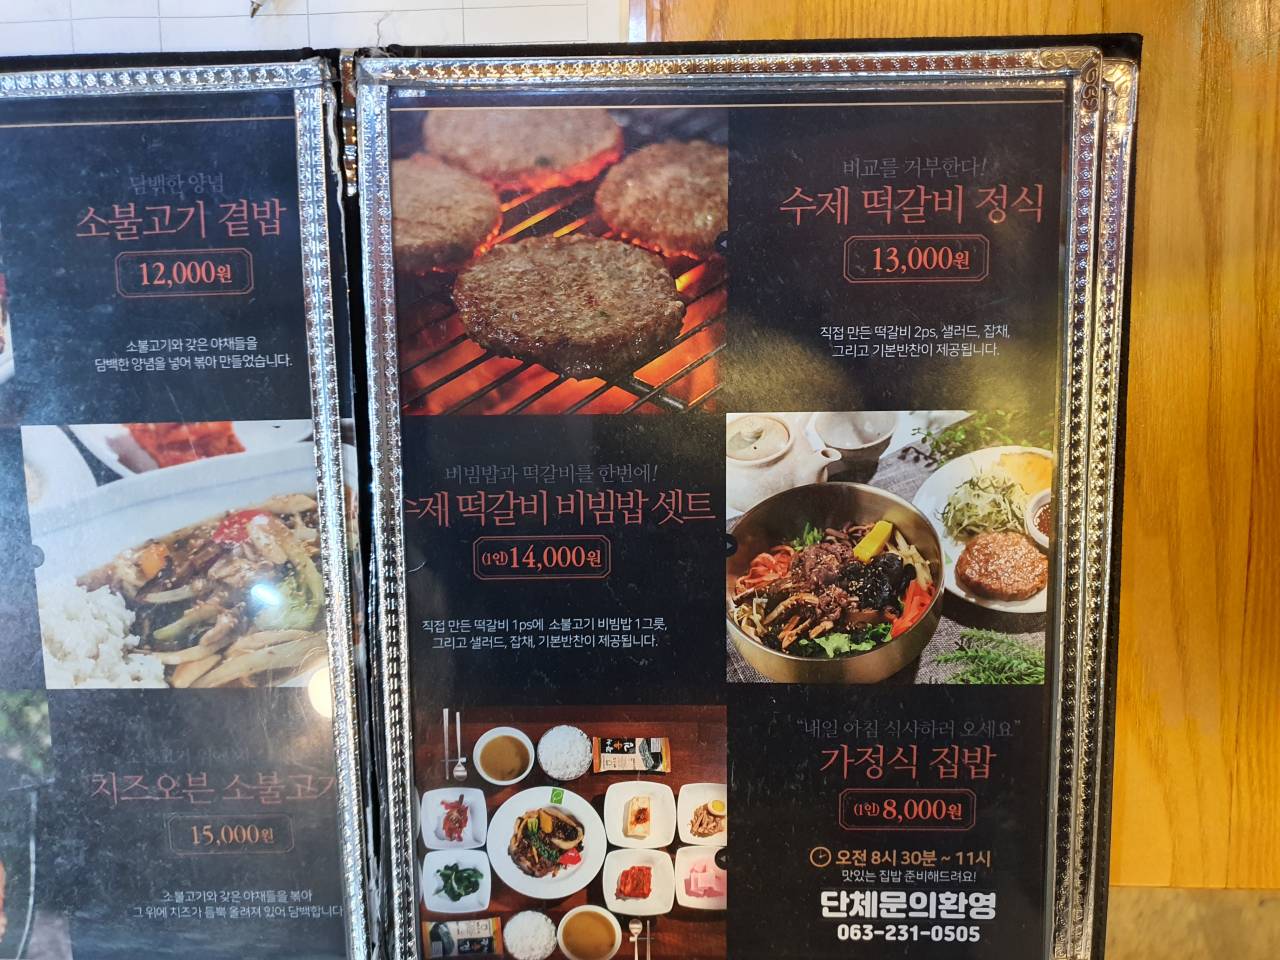 담백한 양념
소불고기 곁밥
12,000원
소불고기와 갖은 야채들을
담백한 양념을 넣어 볶아 만들었습니다.
치즈오븐 소불고기
15,000원
소불고기와 갖은 야채들을 볶아
그 위에 치즈가 듬뿍 올려져 있어 담백합니다
비교를 거부한다!
수제 떡갈비 정식
13,000원
직접 만든 떡갈비 2ps, 샐러드, 잡채,
그리고 기본반찬이 제공됩니다.
비빔밥과 떡갈비를 한번에!
수제 떡갈비 비빔밥 셋트
(1인)14,000원
직접 만든 떡갈비 1ps에 소불고기 비빔밥 1그릇,
그리고 샐러드, 잡채, 기본반찬이 제공됩니다.
“내일 아침 식사하러 오세요”
가정식 집밥
(1인) 8,000원
오전 8시 30분 ~ 11시
맛있는 집밥 준비해드려요!
단체문의환영
063-231-0505